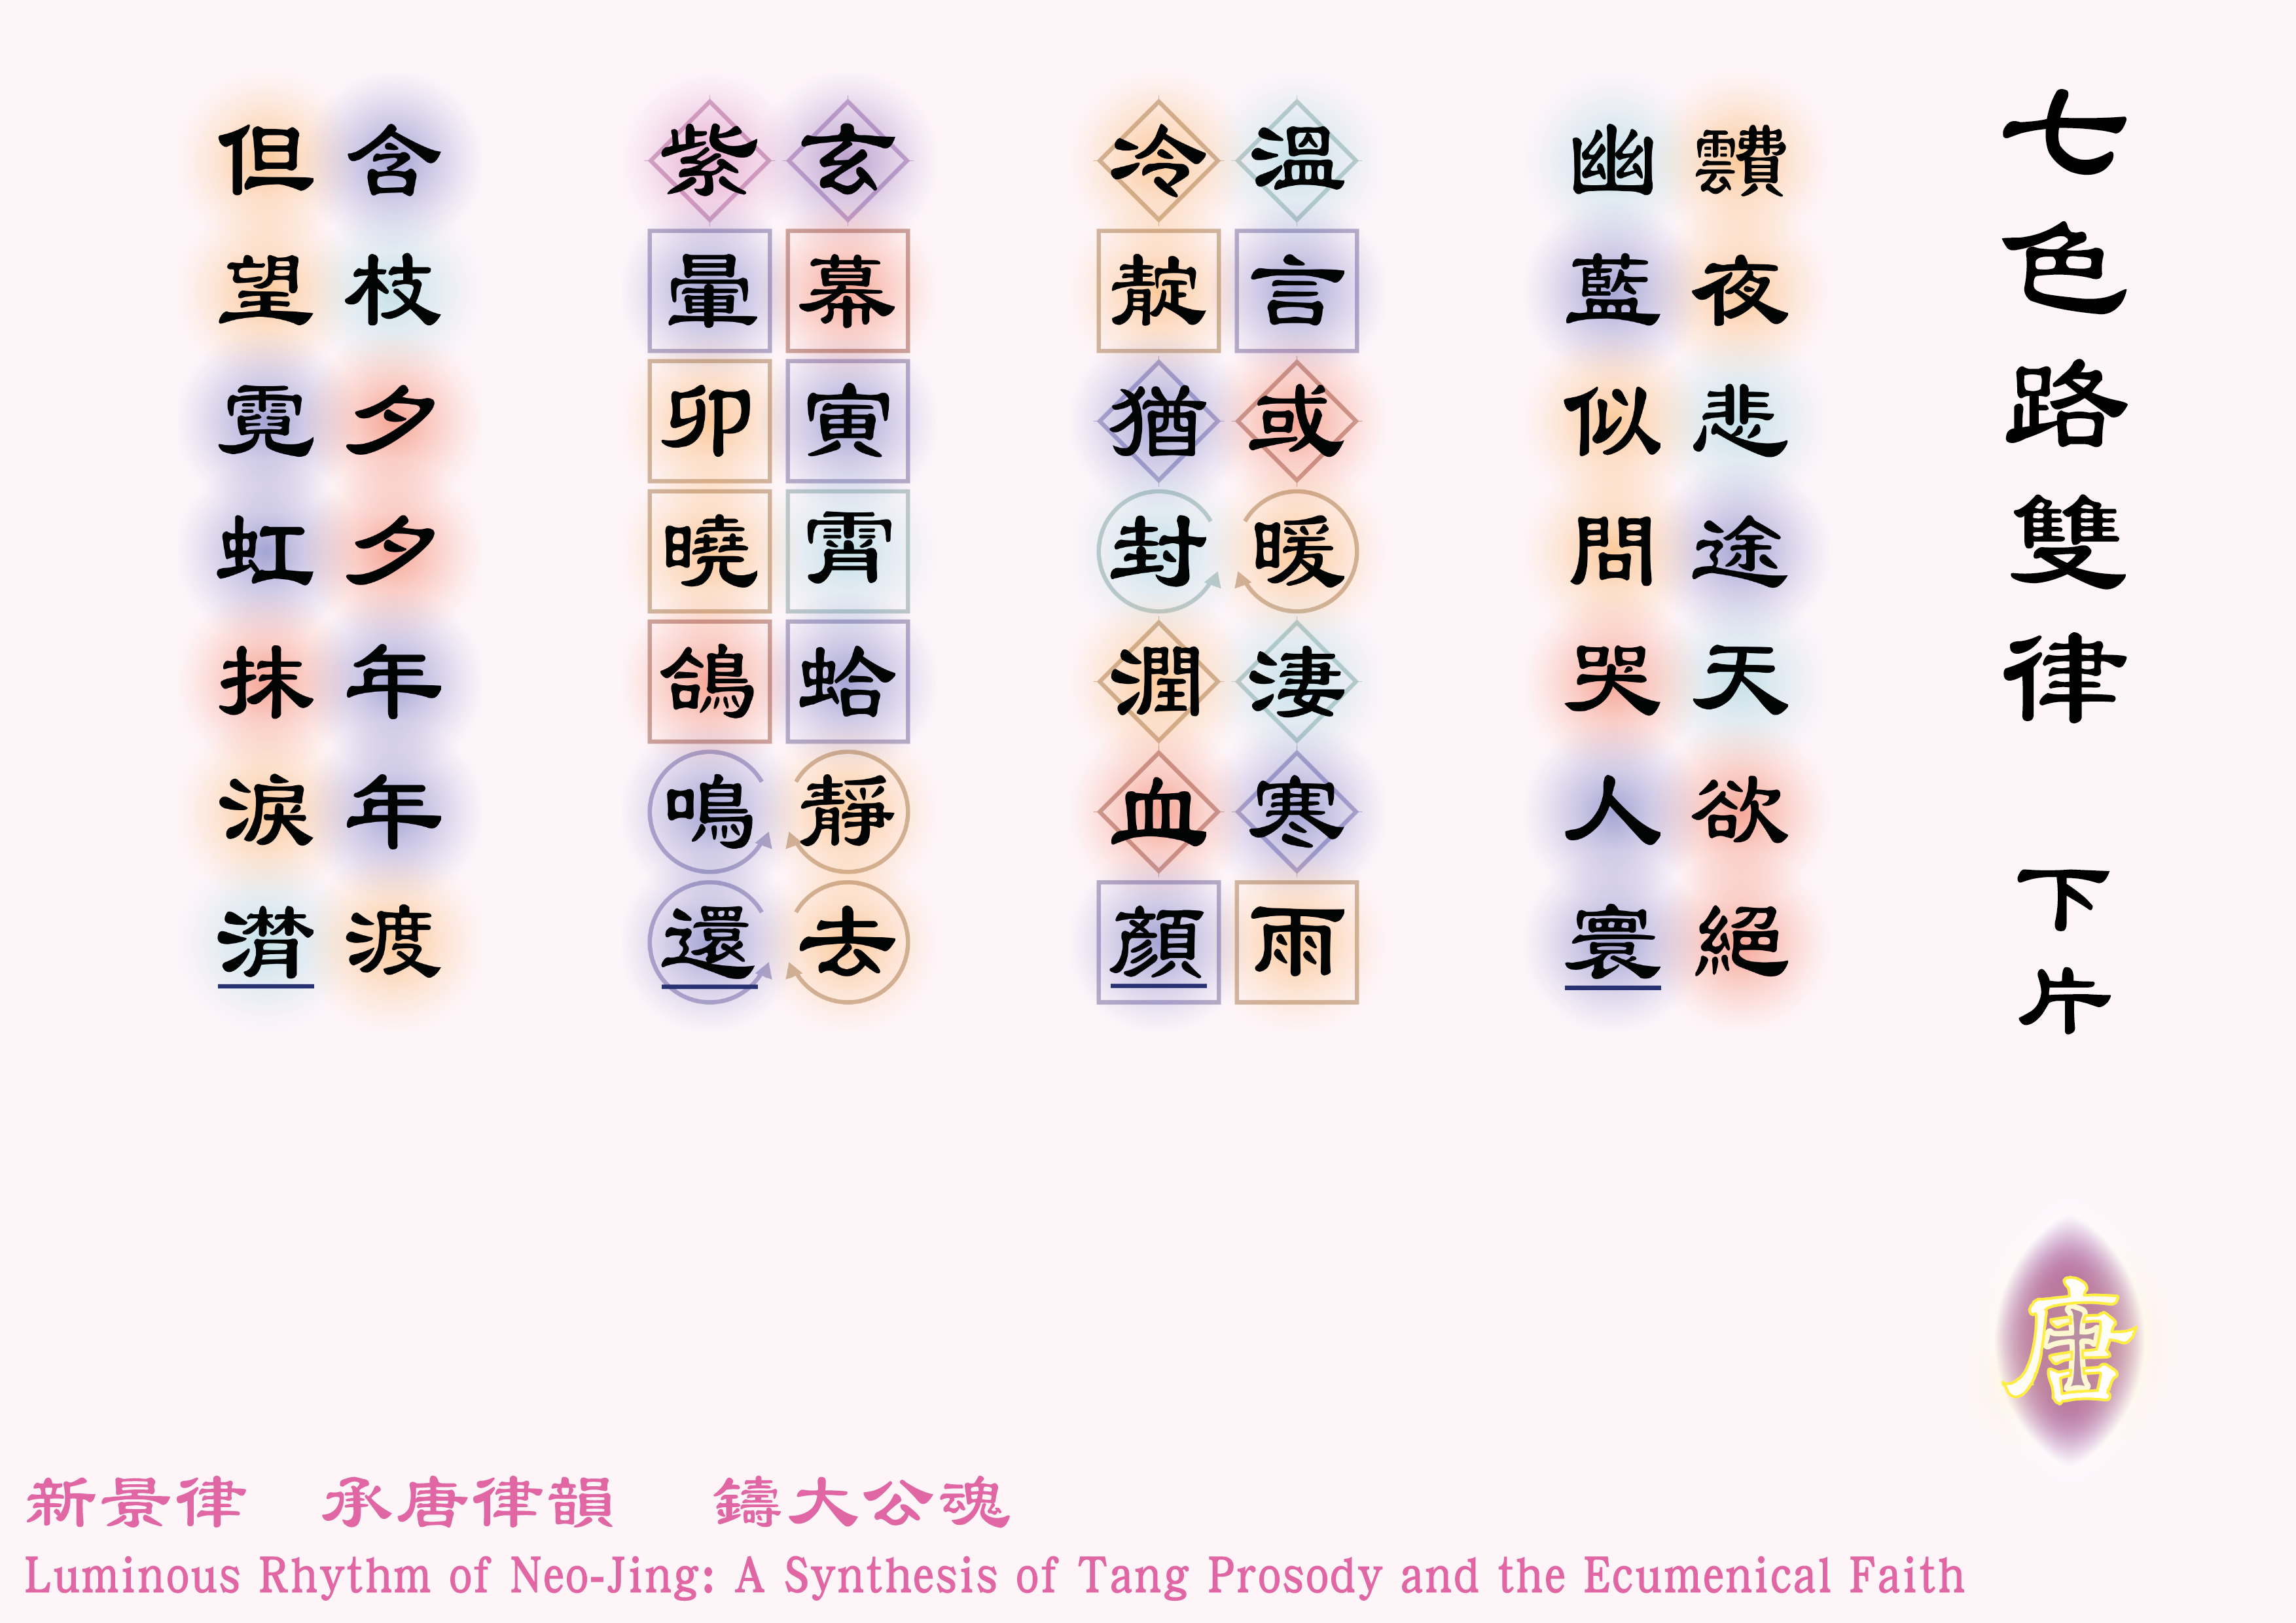 七色路雙律 下片
靅夜悲途天欲絕
幽藍似問哭人寰
溫言或暖淒寒雨
冷靛猶封潤血顏
玄幕寅霄蛤靜去
紫暈卯曉鴿鳴還
含枝夕夕年年渡
但望霓虹抹淚潸
唐
新景律 承唐律韻 鑄大公魂
Luminous Rhythm of Neo-Jing: A Synthesis of Tang Prosody and the Ecumenical Faith